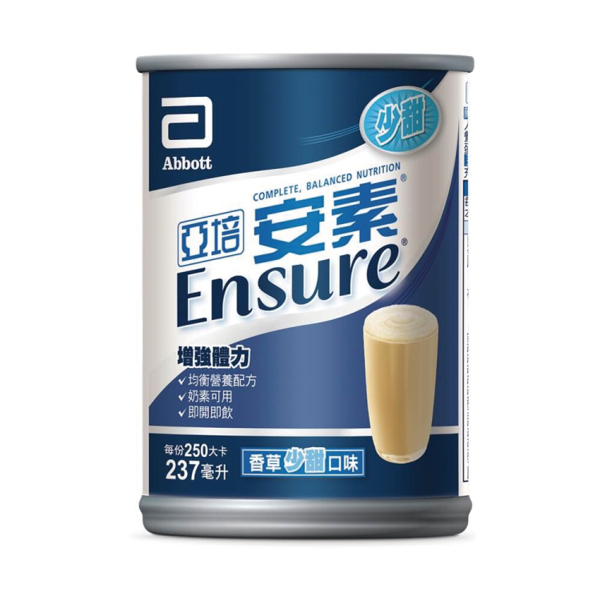 Abbott
少甜
COMPLETE, BALANCED NUTRITION®
亞培 安素
Ensure®
增強體力
✓均衡營養配方
✓奶素可用
✓即開即飲
每份250大卡
237毫升
香草少甜口味